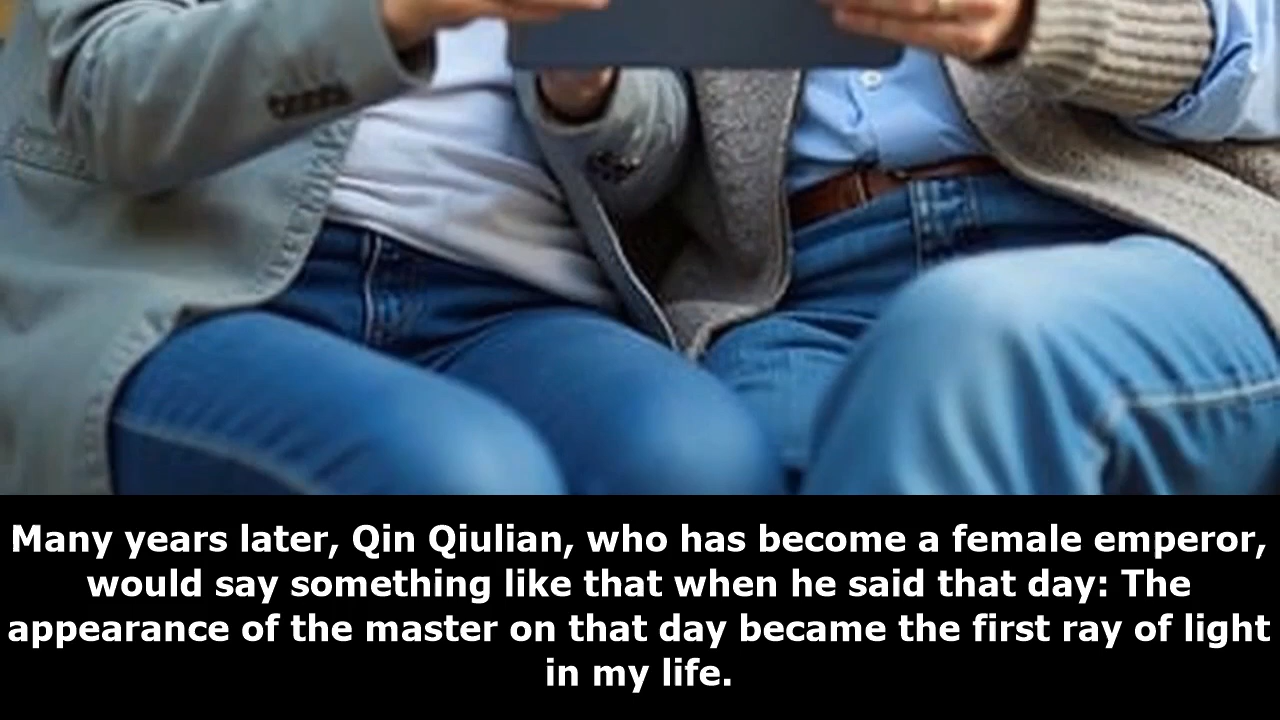 Many years later, Qin Qiulian, who has become a female emperor,
would say something like that when he said that day: The
appearance of the master on that day became the first ray of light
in my life.